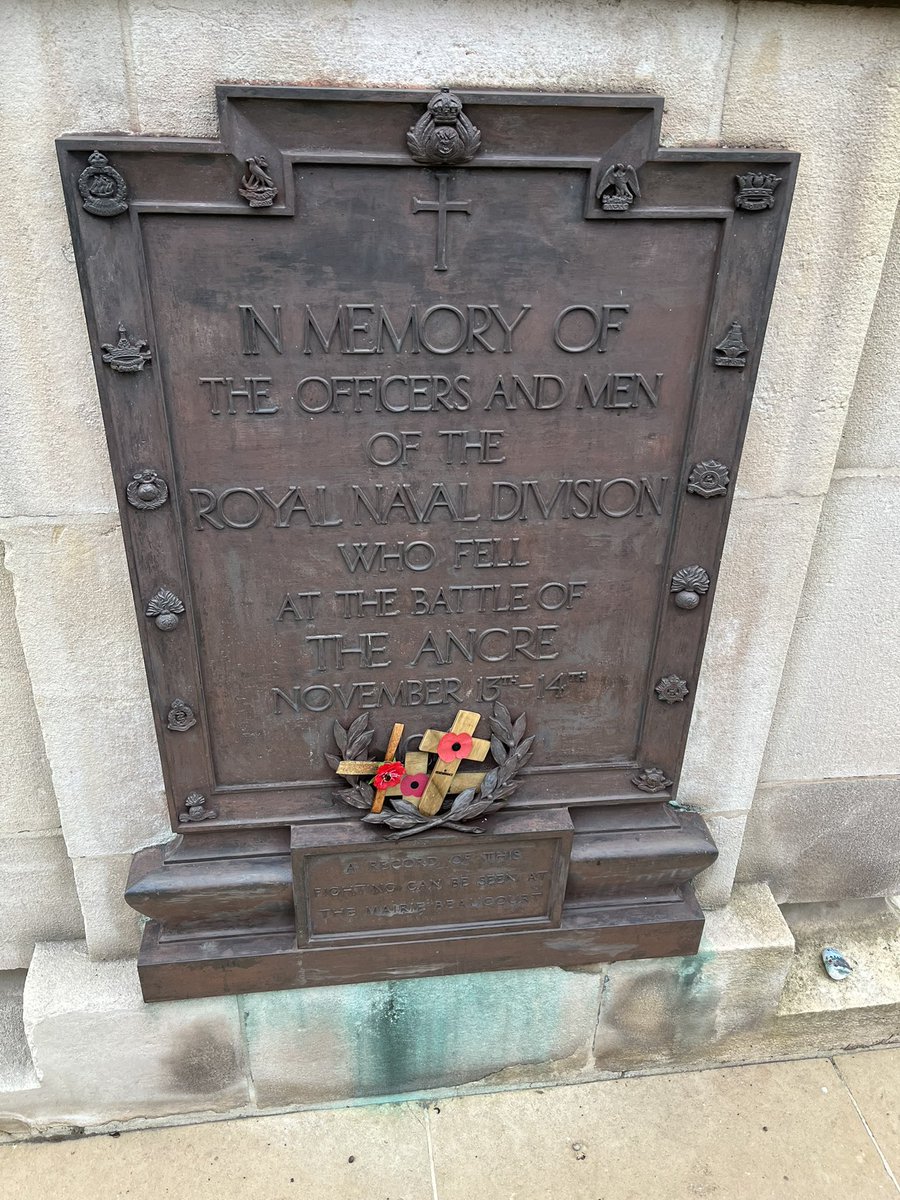 IN MEMORY OF
THE OFFICERS AND MEN
OF THE
ROYAL NAVAL DIVISION
WHO FELL
AT THE BATTLE OF
THE ANCRE
NOVEMBER 13TH-14TH
A RECORD OF THIS
FIGHTING CAN BE SEEN AT
THE MAIRIE BEAUCOURT